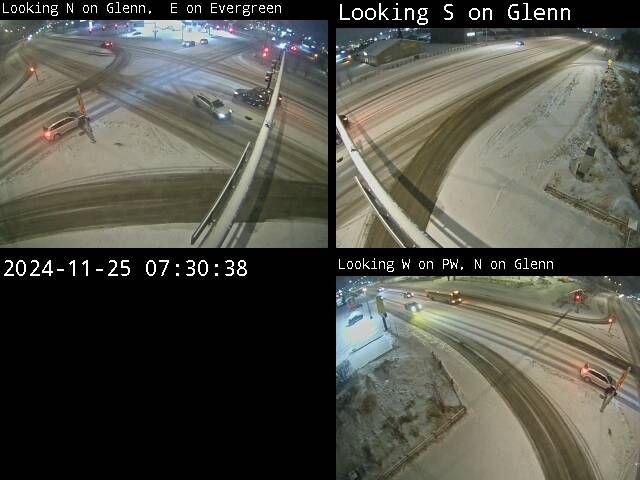 Looking N on Glenn,  E on Evergreen
Looking S on Glenn
2024-11-25 07:30:38
Looking W on PW, N on Glenn